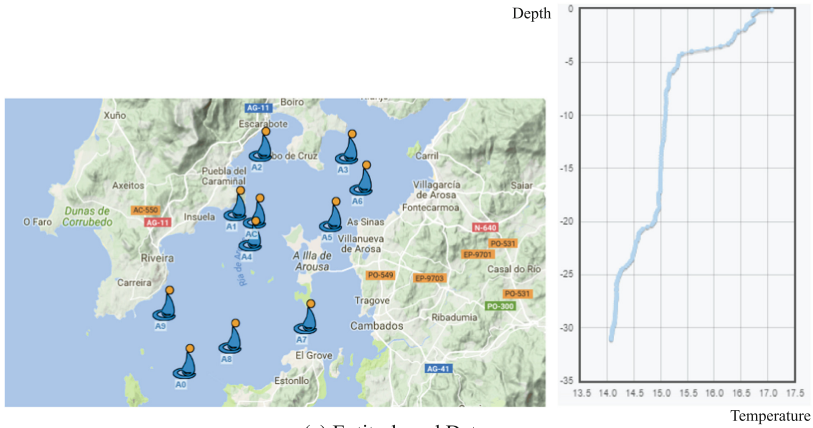 Depth
0
-5
-10
-15
-20
-25
-30
-35
13.5 14.0 14.5 15.0 15.5 16.0 16.5 17.0 17.5
Temperature
Boiro
AG-11
Xuño
Escarabote
A2
bo de Cruz
A3
Carril
Puebla del
Caramiñal
A6
Axeitos
Villagarcía
de Arosa
Saiar
Dunas de
Corrubedo
AC-550
Fontecarmoa
O Faro
AG-11
Insuela
A1
AC
A5
As Sinas
N-640
A4
Villanueva
de Arosa
PO-531
Riveira
A Illa de
Arousa
EP-9701
PO-549
EP-9703
Casal do Rio
Carreira
Tragove
PO-531
PO-300
A9
Ribadumia
Cambados
A7
A8
El Grove
AG-41
A0
Estonllo